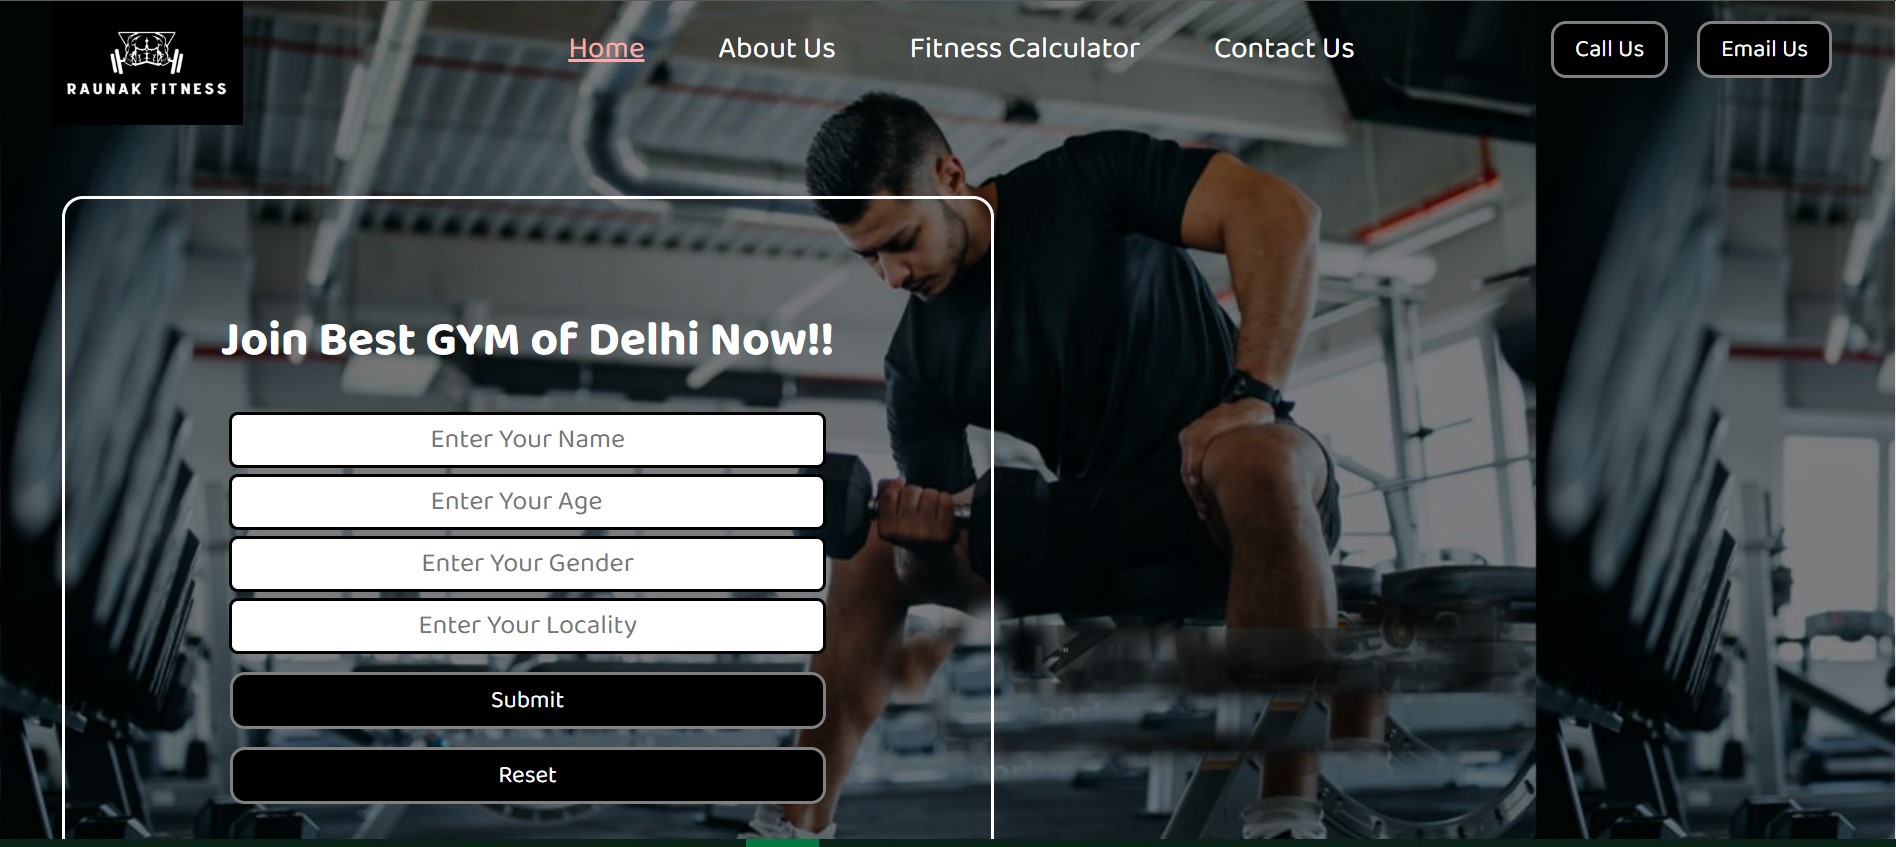 RAUNAK FITNESS
Home About Us Fitness Calculator Contact Us Call Us Email Us
Join Best GYM of Delhi Now!!
Enter Your Name
Enter Your Age
Enter Your Gender
Enter Your Locality
Submit
Reset